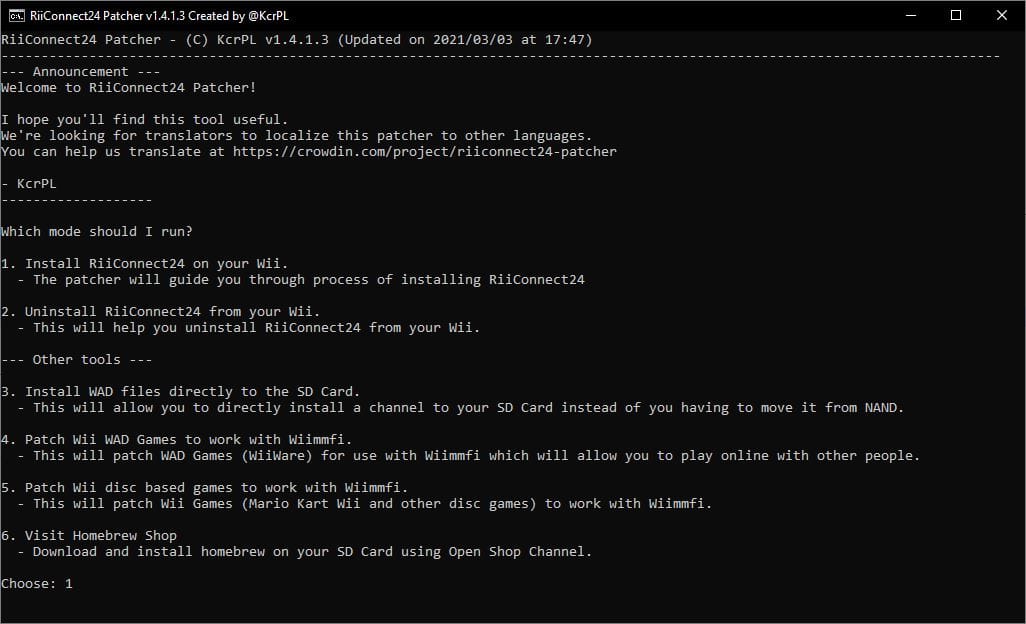 RiiConnect24 Patcher v1.4.1.3 Created by @KcrPL
RiiConnect24 Patcher - (C) KcrPL v1.4.1.3 (Updated on 2021/03/03 at 17:47)
-----------------------------------------------------------------------------------------------------------------------------
--- Announcement ---
Welcome to RiiConnect24 Patcher!
I hope you'll find this tool useful.
We're looking for translators to localize this patcher to other languages.
You can help us translate at https://crowdin.com/project/riiconnect24-patcher
- KcrPL
-------------------
Which mode should I run?
1. Install RiiConnect24 on your Wii.
- The patcher will guide you through process of installing RiiConnect24
2. Uninstall RiiConnect24 from your Wii.
- This will help you uninstall RiiConnect24 from your Wii.
--- Other tools ---
3. Install WAD files directly to the SD Card.
- This will allow you to directly install a channel to your SD Card instead of you having to move it from NAND.
4. Patch Wii WAD Games to work with Wiimmfi.
- This will patch WAD Games (WiiWare) for use with Wiimmfi which will allow you to play online with other people.
5. Patch Wii disc based games to work with Wiimmfi.
- This will patch Wii Games (Mario Kart Wii and other disc games) to work with Wiimmfi.
6. Visit Homebrew Shop
- Download and install homebrew on your SD Card using Open Shop Channel.
Choose: 1